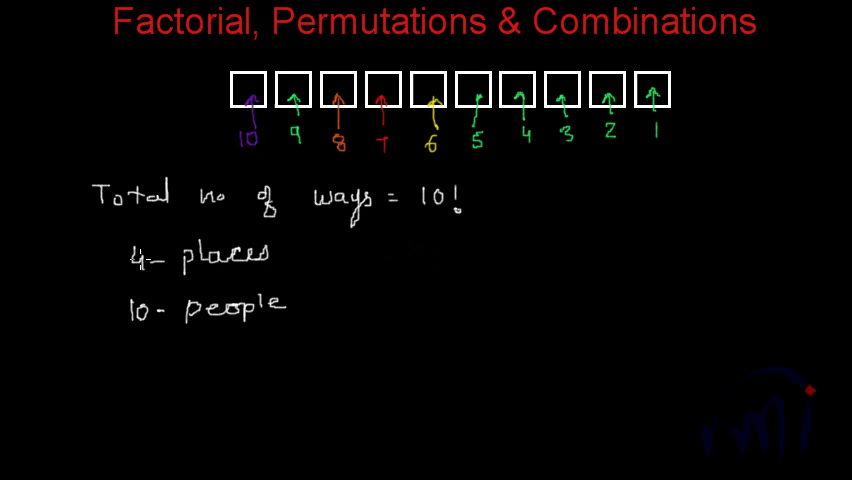 Factorial, Permutations & Combinations
10 9 8 7 6 5 4 3 2 1
Total no of ways = 10!
4- places
10- people
rmi